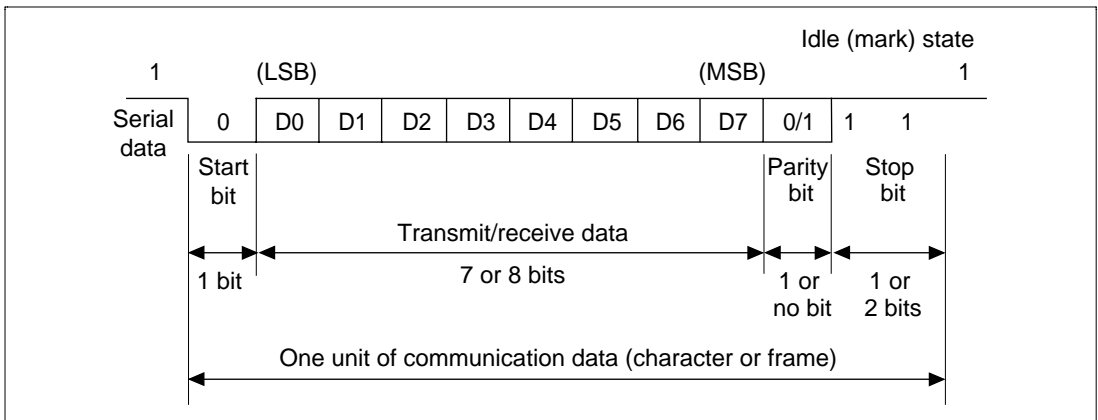 Idle (mark) state
1 (LSB) (MSB) 1
Serial data
0 D0 D1 D2 D3 D4 D5 D6 D7 0/1 1 1
Start bit
Parity bit
Stop bit
Transmit/receive data
1 bit
7 or 8 bits
1 or no bit
1 or 2 bits
One unit of communication data (character or frame)